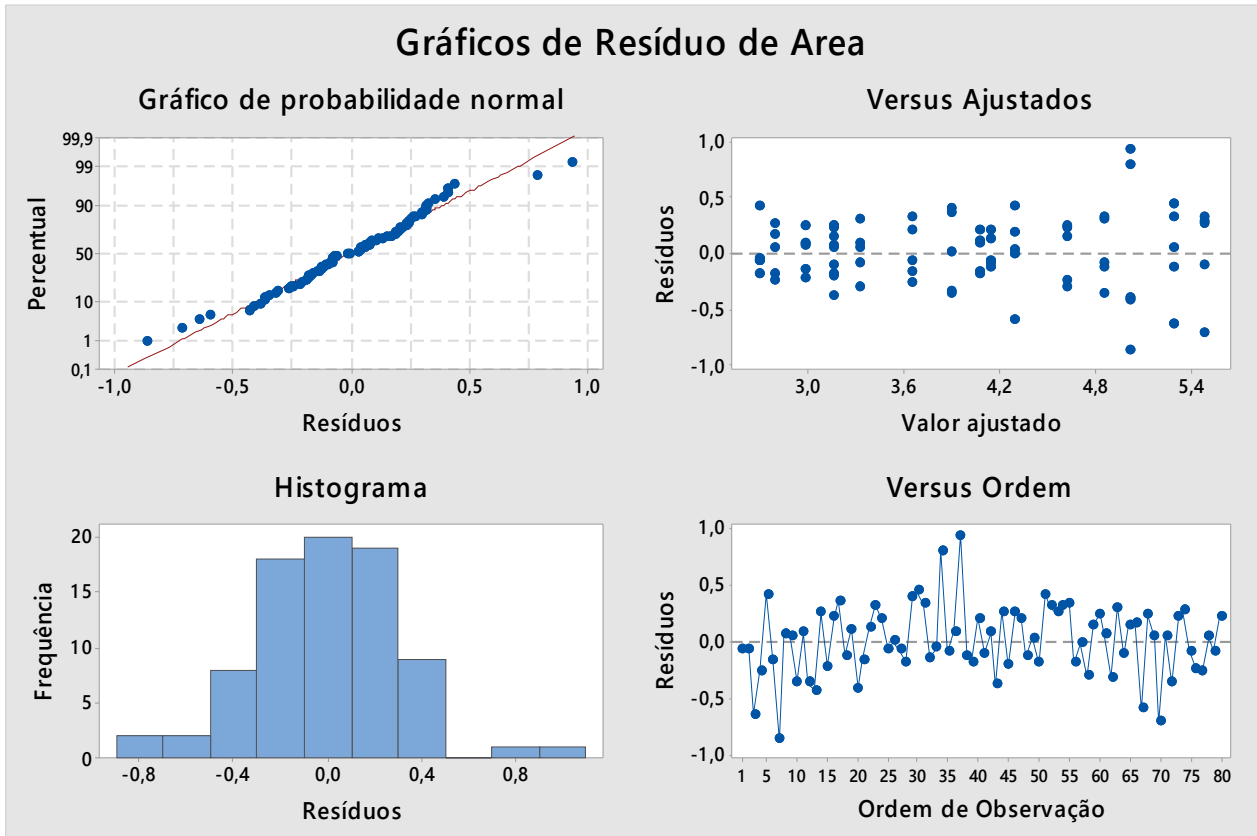 Gráficos de Resíduo de Area
Gráfico de probabilidade normal
99,9
99
90
50
10
1
0,1
Percentual
-1,0 -0,5 0,0 0,5 1,0
Resíduos
Versus Ajustados
1,0
0,5
0,0
-0,5
-1,0
Resíduos
3,0 3,6 4,2 4,8 5,4
Valor ajustado
Histograma
20
15
10
5
0
Frequência
-0,8 -0,4 0,0 0,4 0,8
Resíduos
Versus Ordem
1,0
0,5
0,0
-0,5
-1,0
Resíduos
1 5 10 15 20 25 30 35 40 45 50 55 60 65 70 75 80
Ordem de Observação